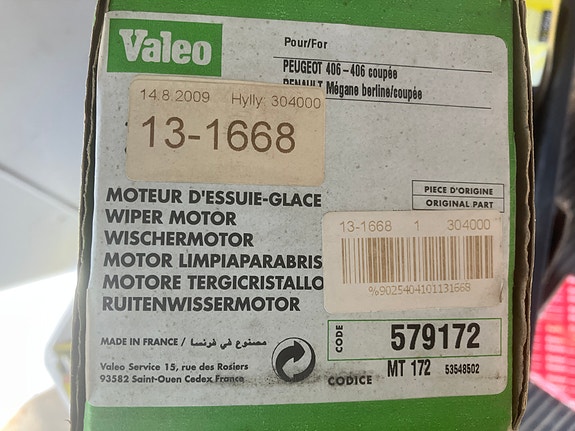 Valeo
Pour/For
PEUGEOT 406 - 406 coupée
RENAULT Mégane berline/coupée
14.8.2009 Hylly: 304000
13-1668
PIECE D'ORIGINE
ORIGINAL PART
MOTEUR D'ESSUIE-GLACE
WIPER MOTOR
WISCHERMOTOR
MOTOR LIMPIAPARABRIS
MOTORE TERGICRISTALLO
RUITENWISSERMOTOR
13-1668 1 304000
%9025404101131668
MADE IN FRANCE / مصنوع في فرنسا
Valeo Service 15, rue des Rosiers
93582 Saint-Ouen Cedex France
CODE
579172
CODICE
MT 172 53548502